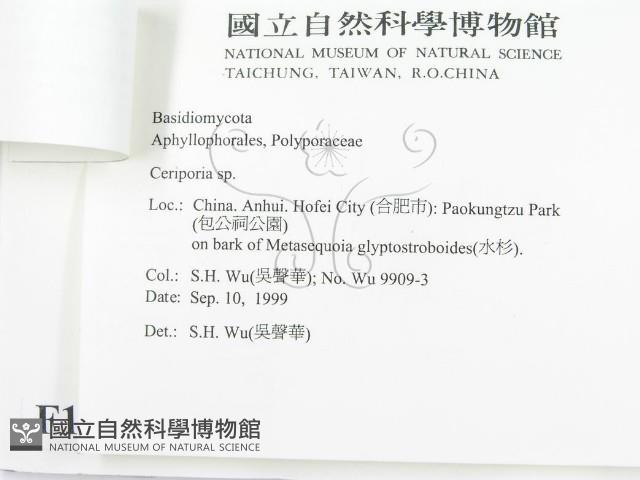 國立自然科學博物館
NATIONAL MUSEUM OF NATURAL SCIENCE
TAICHUNG, TAIWAN, R.O.CHINA
Basidiomycota
Aphyllophorales, Polyporaceae
Ceriporia sp.
Loc.: China. Anhui. Hofei City (合肥市): Paokungtzu Park
(包公祠公園)
on bark of Metasequoia glyptostroboides(水杉).
Col.: S.H. Wu(吳聲華); No. Wu 9909-3
Date: Sep. 10, 1999
Det.: S.H. Wu(吳聲華)
F1
國立自然科學博物館
NATIONAL MUSEUM OF NATURAL SCIENCE